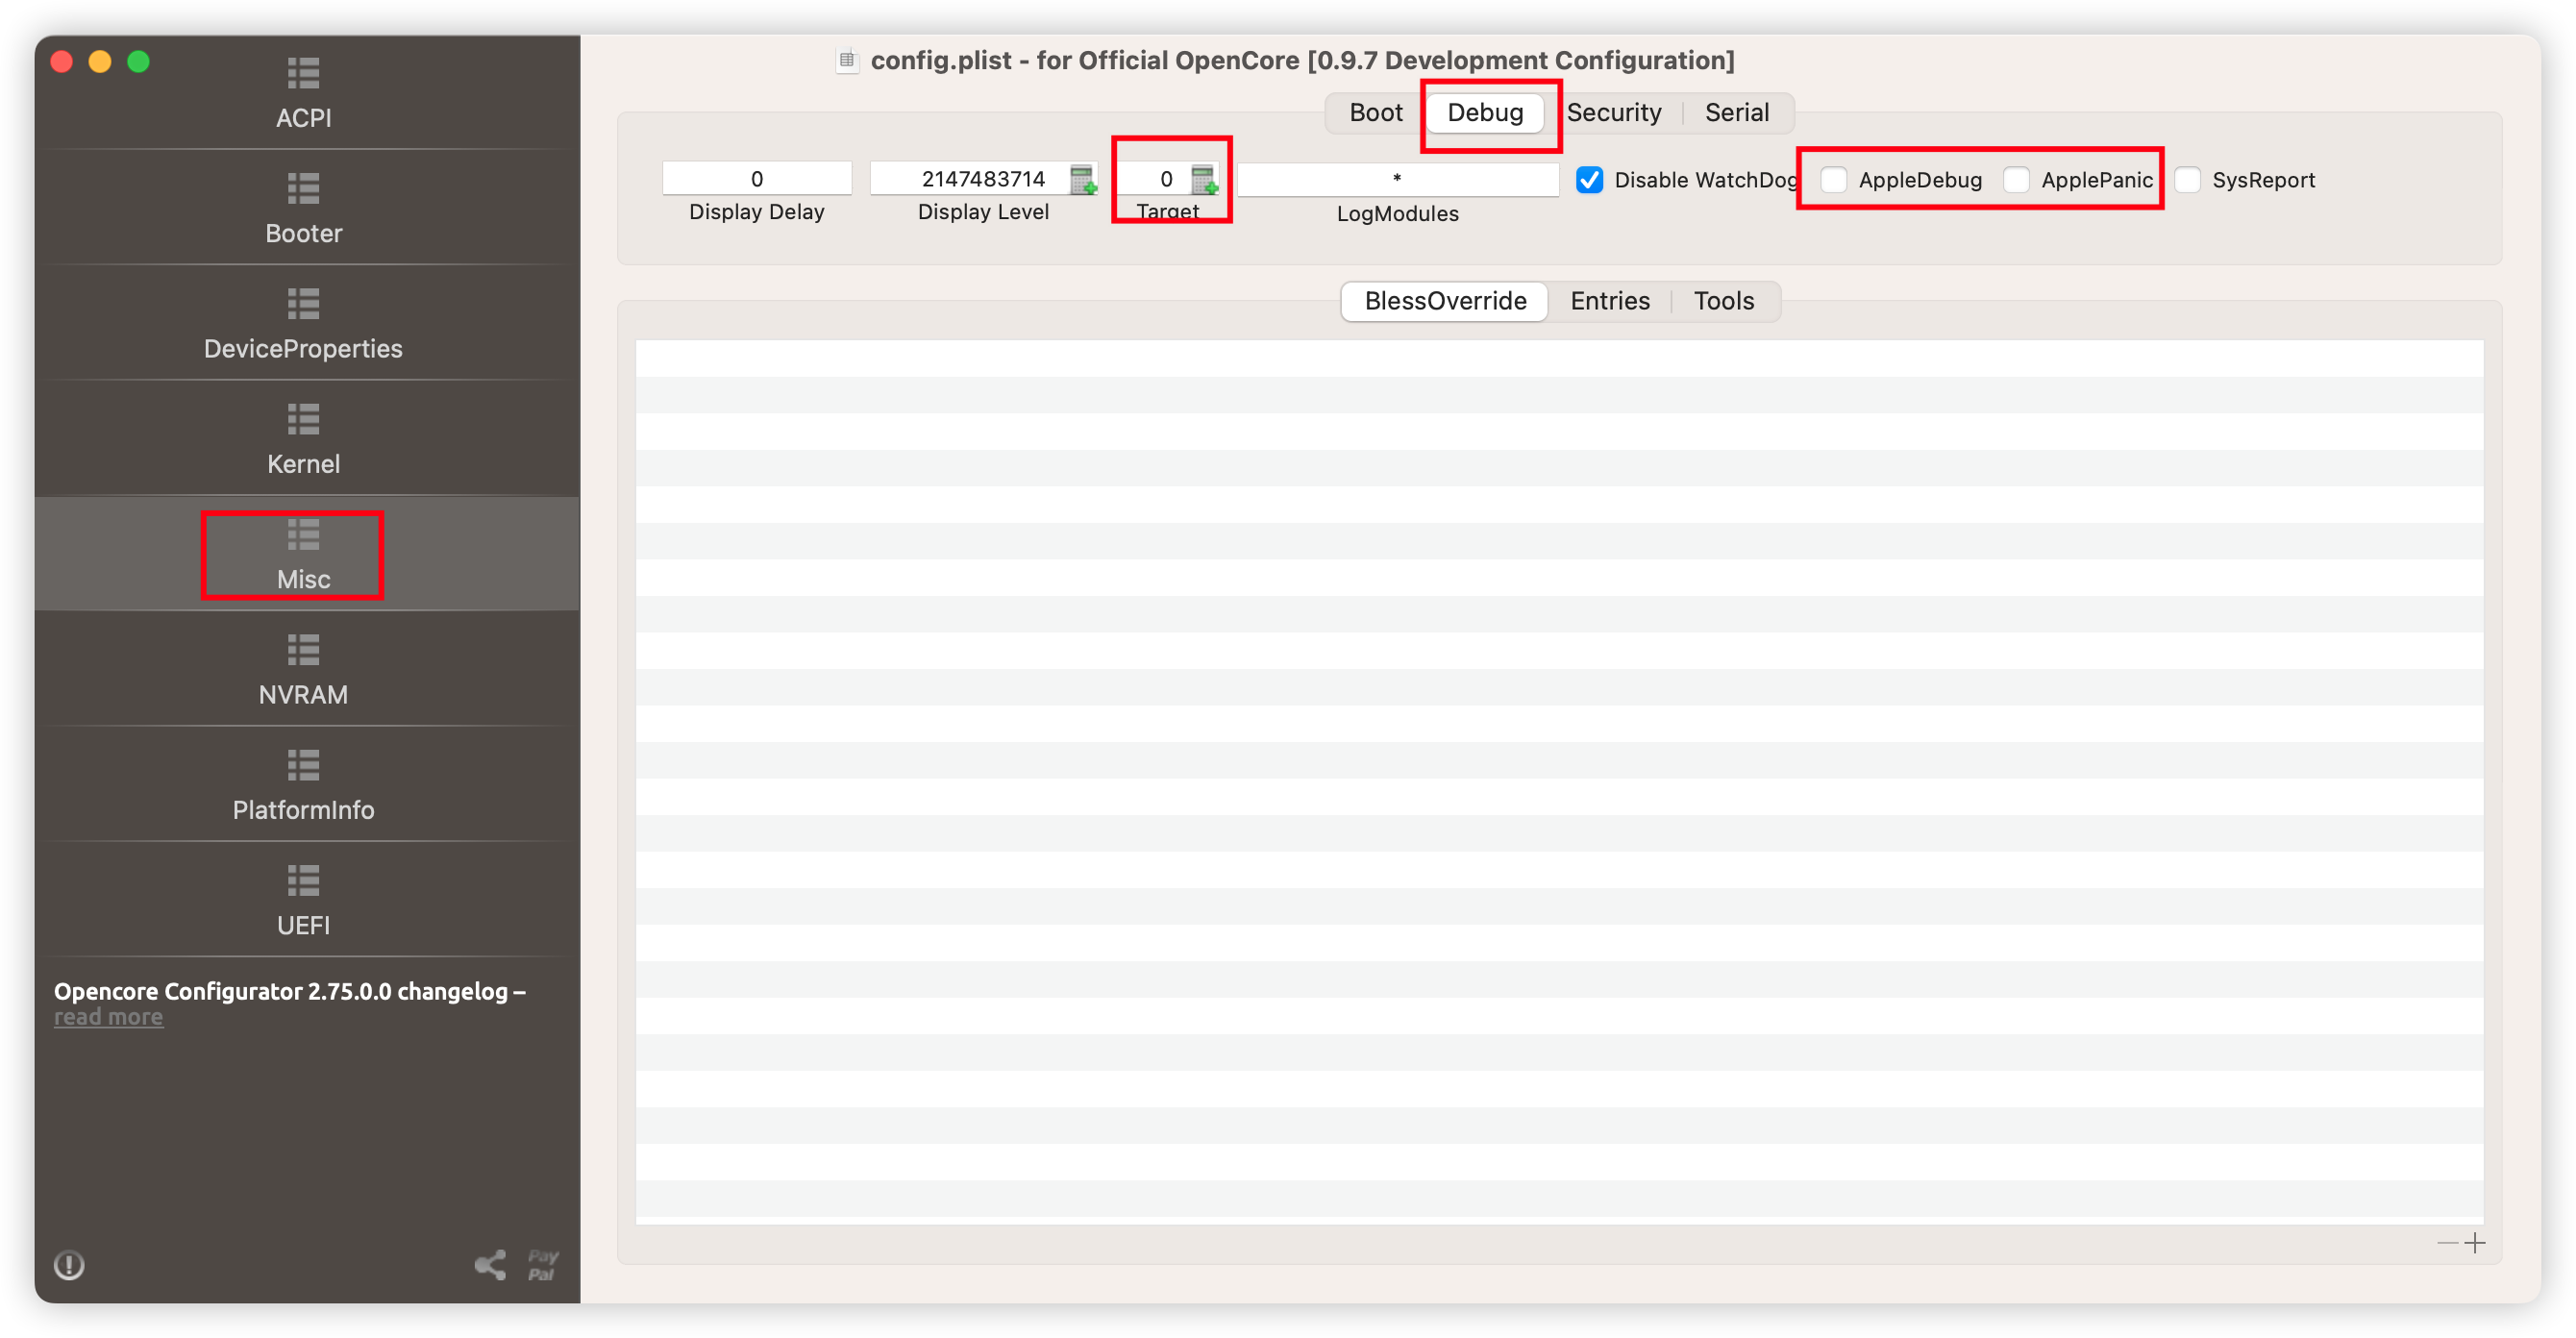 config.plist - for Official OpenCore [0.9.7 Development Configuration]
ACPI
Booter
DeviceProperties
Kernel
Misc
NVRAM
PlatformInfo
UEFI
Opencore Configurator 2.75.0.0 changelog –
read more
Pay
Pal
Boot Debug Security Serial
0 2147483714 0 * Disable WatchDog AppleDebug ApplePanic SysReport
Display Delay Display Level Target LogModules
BlessOverride Entries Tools